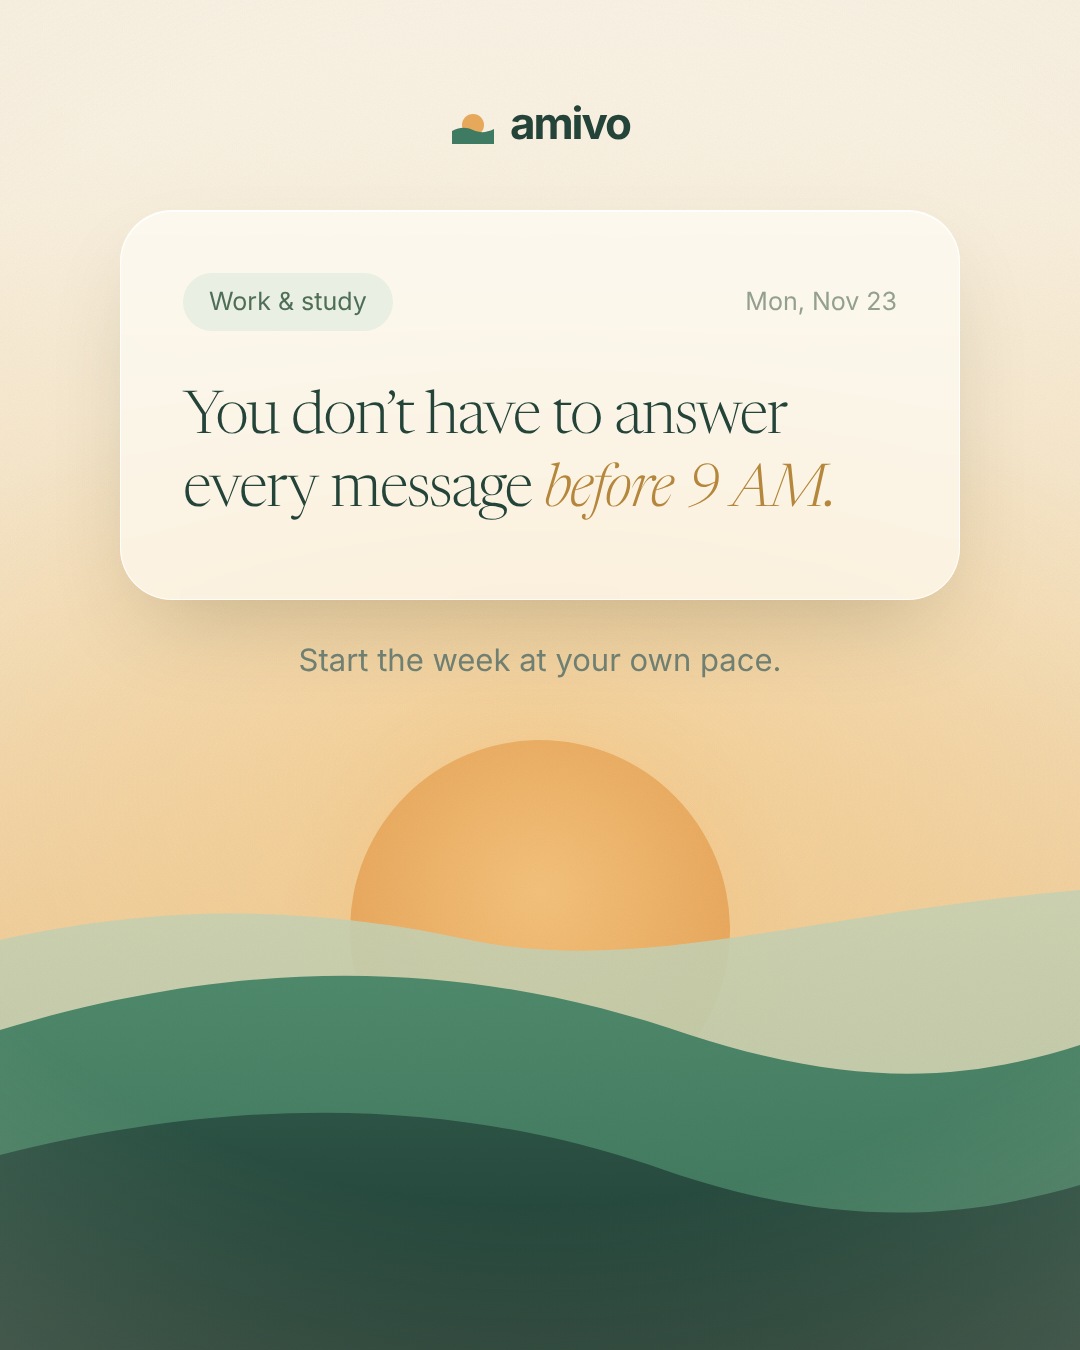 amivo
Work & study
Mon, Nov 23
You don’t have to answer
every message before 9 AM.
Start the week at your own pace.